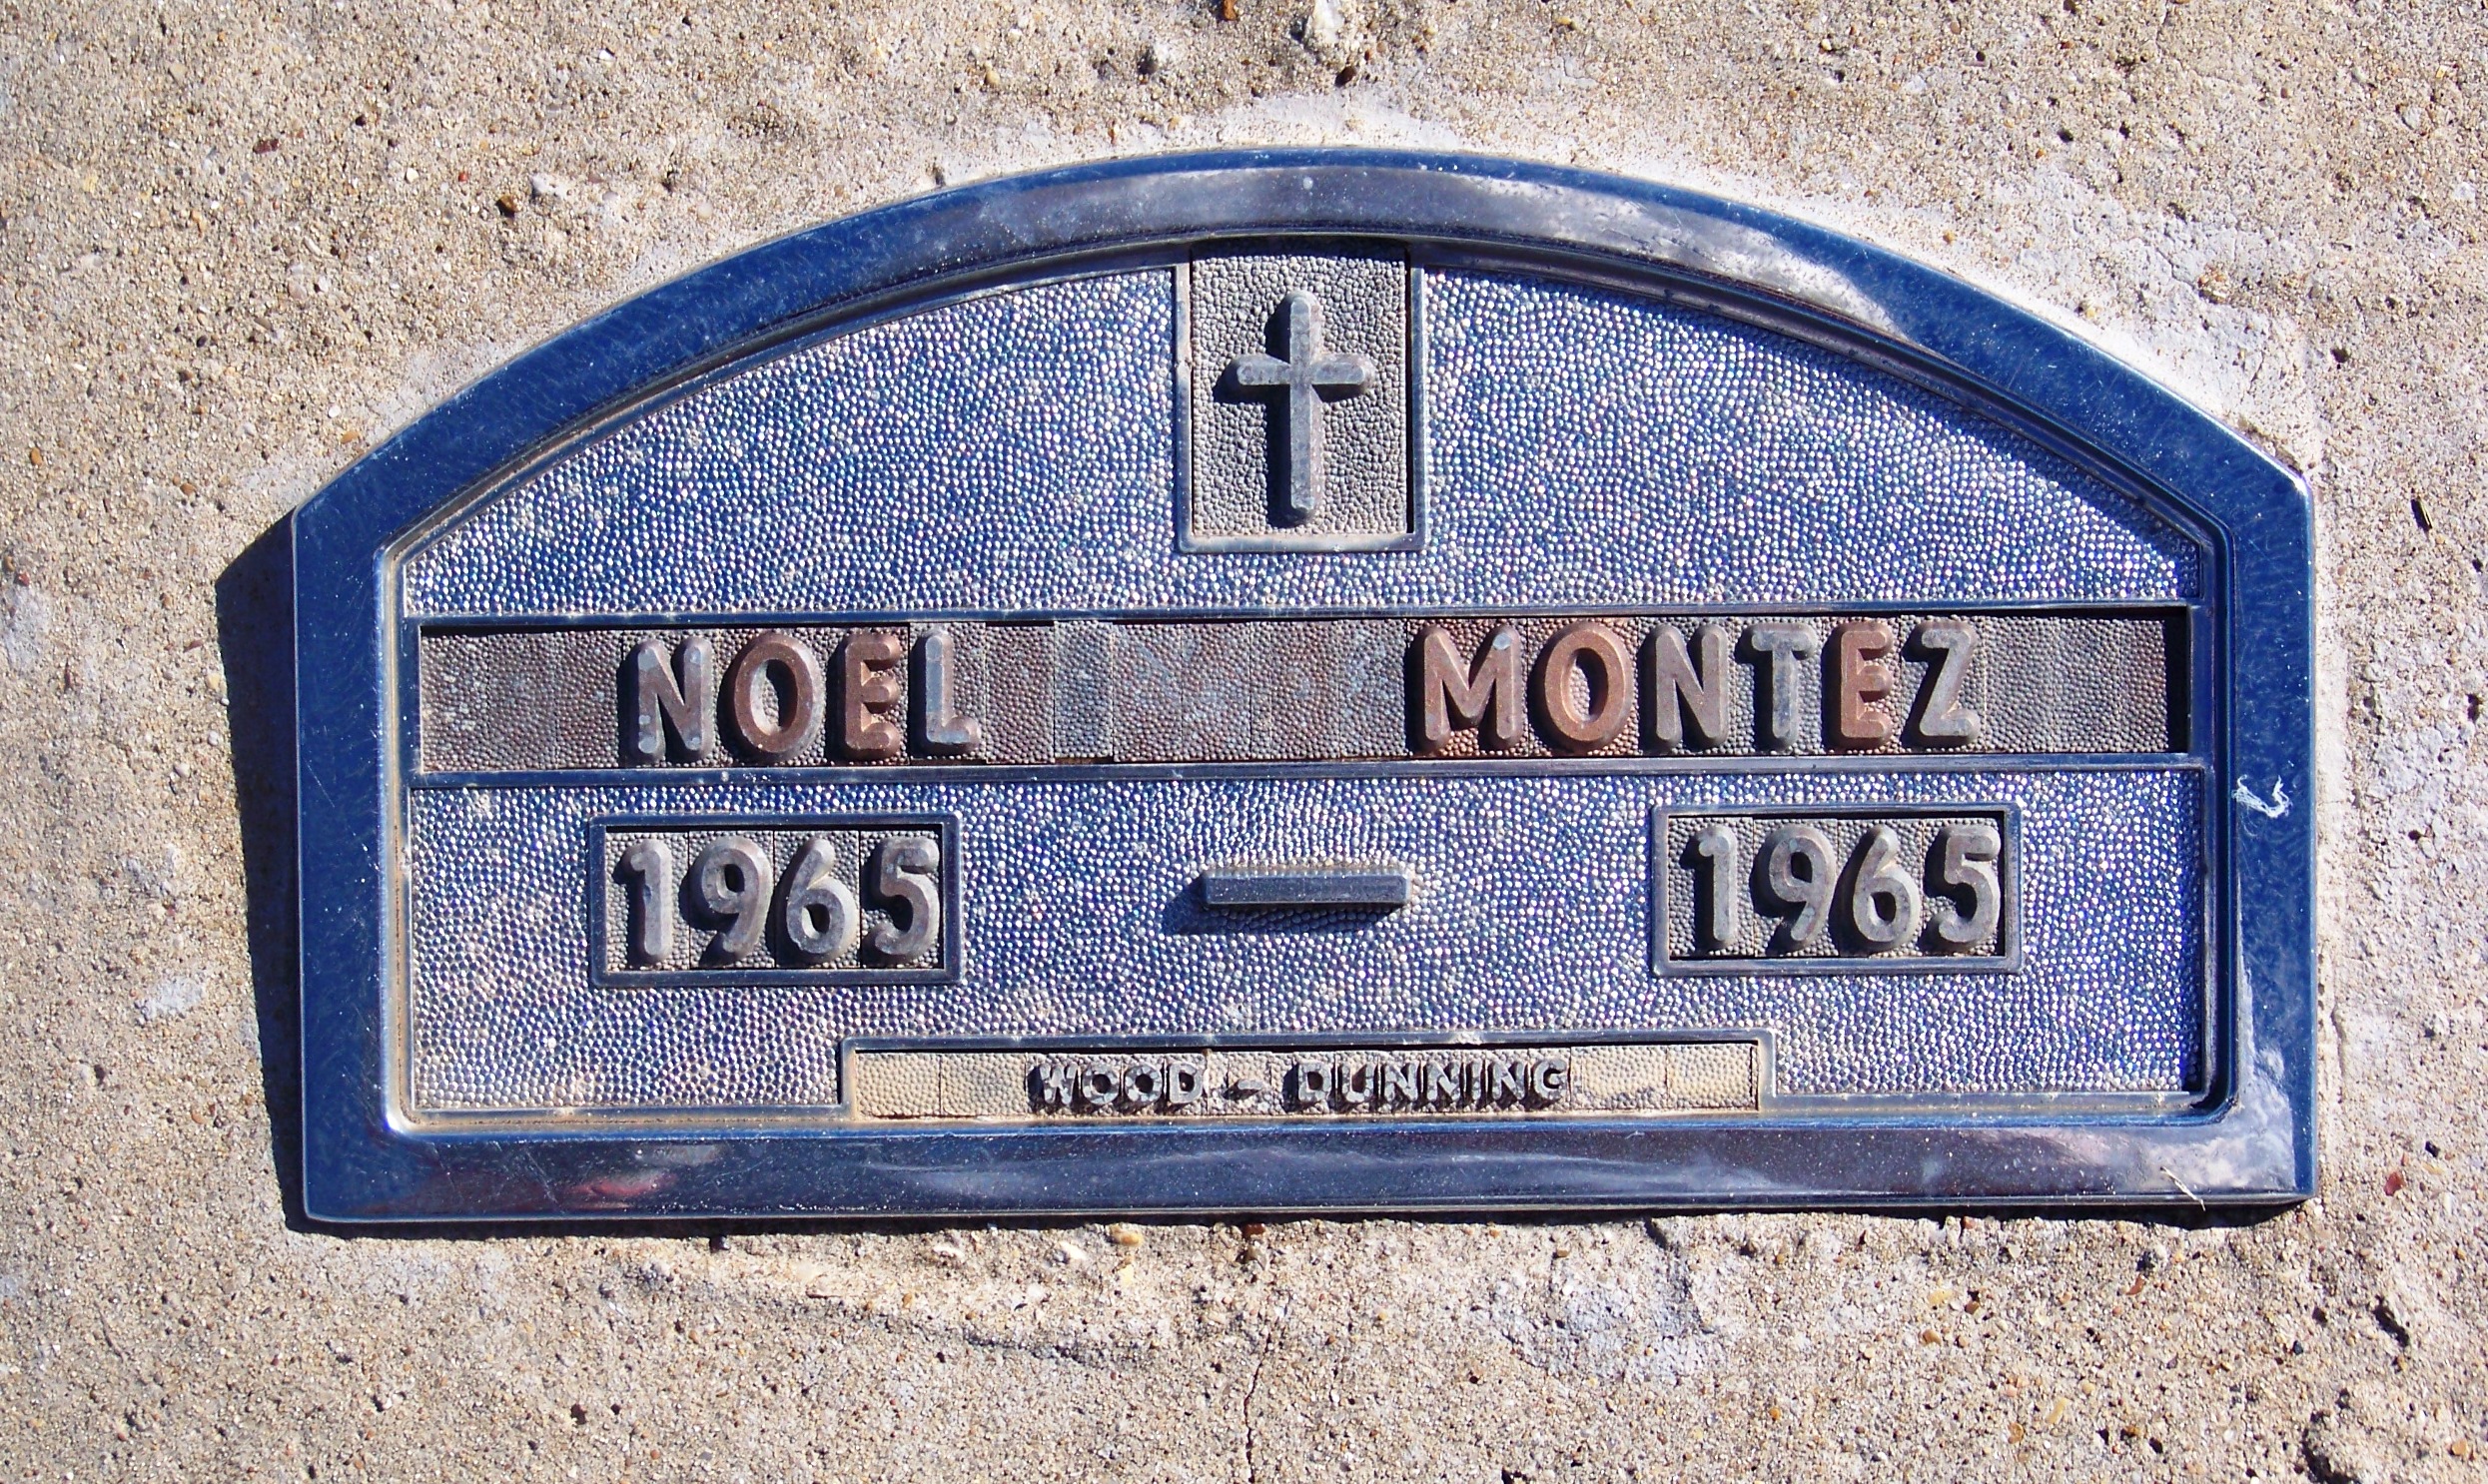 NOEL MONTEZ
1965 — 1965
WOOD - DUNNING